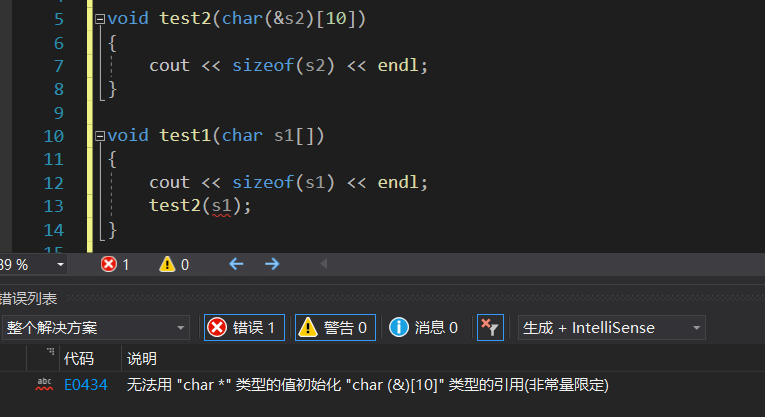 5 void test2(char(&s2)[10])
6 {
7 cout << sizeof(s2) << endl;
8 }
9
10 void test1(char s1[])
11 {
12 cout << sizeof(s1) << endl;
13 test2(s1);
14 }
39 % 1 0
错误列表
整个解决方案 错误 1 警告 0 消息 0 生成 + IntelliSense
代码 说明
abc E0434 无法用 "char *" 类型的值初始化 "char (&)[10]" 类型的引用(非常量限定)